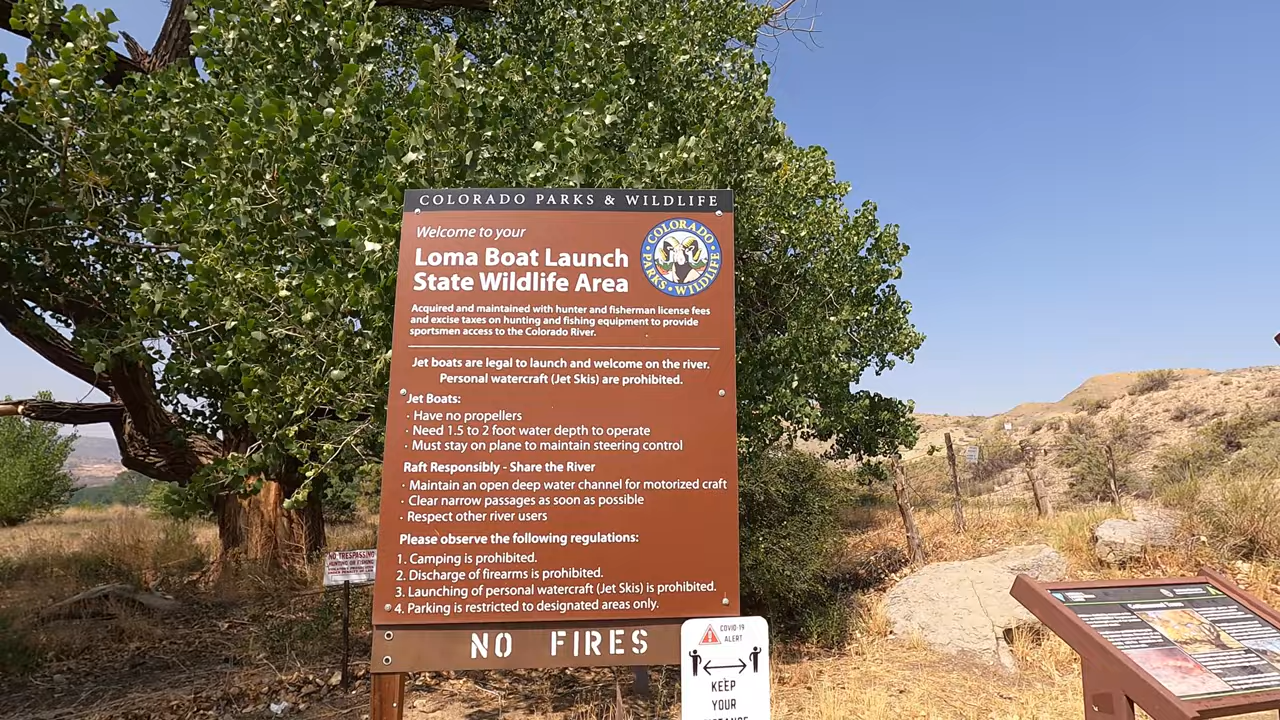 COLORADO PARKS & WILDLIFE
Welcome to your
Loma Boat Launch
State Wildlife Area
COLORADO
PARKS • WILDLIFE
Acquired and maintained with hunter and fisherman license fees
and excise taxes on hunting and fishing equipment to provide
sportsmen access to the Colorado River.
Jet boats are legal to launch and welcome on the river.
Personal watercraft (Jet Skis) are prohibited.
Jet Boats:
· Have no propellers
· Need 1.5 to 2 foot water depth to operate
· Must stay on plane to maintain steering control
Raft Responsibly - Share the River
· Maintain an open deep water channel for motorized craft
· Clear narrow passages as soon as possible
· Respect other river users
Please observe the following regulations:
1. Camping is prohibited.
2. Discharge of firearms is prohibited.
3. Launching of personal watercraft (Jet Skis) is prohibited.
4. Parking is restricted to designated areas only.
NO FIRES
NO TRESPASSING
HUNTING OR FISHING
COVID-19
ALERT
KEEP
YOUR